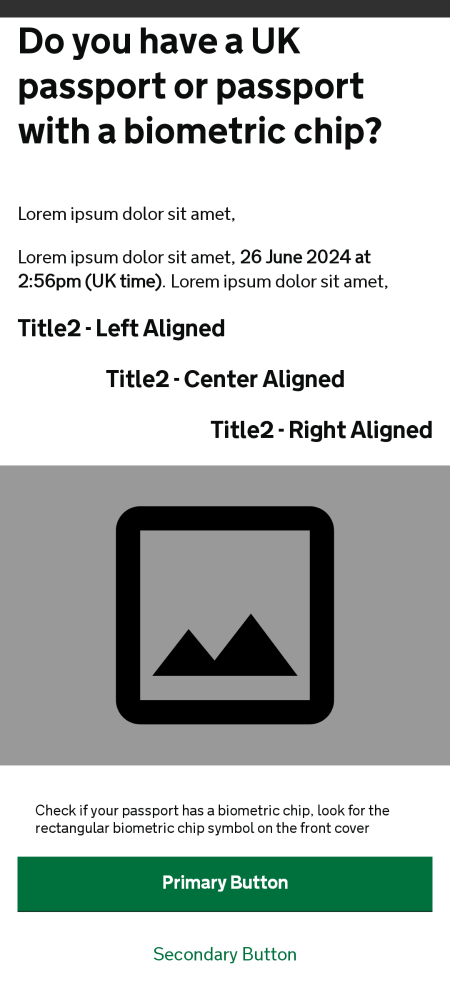 Do you have a UK
passport or passport
with a biometric chip?
Lorem ipsum dolor sit amet,
Lorem ipsum dolor sit amet, 26 June 2024 at
2:56pm (UK time). Lorem ipsum dolor sit amet,
Title2 - Left Aligned
Title2 - Center Aligned
Title2 - Right Aligned
Check if your passport has a biometric chip, look for the
rectangular biometric chip symbol on the front cover
Primary Button
Secondary Button